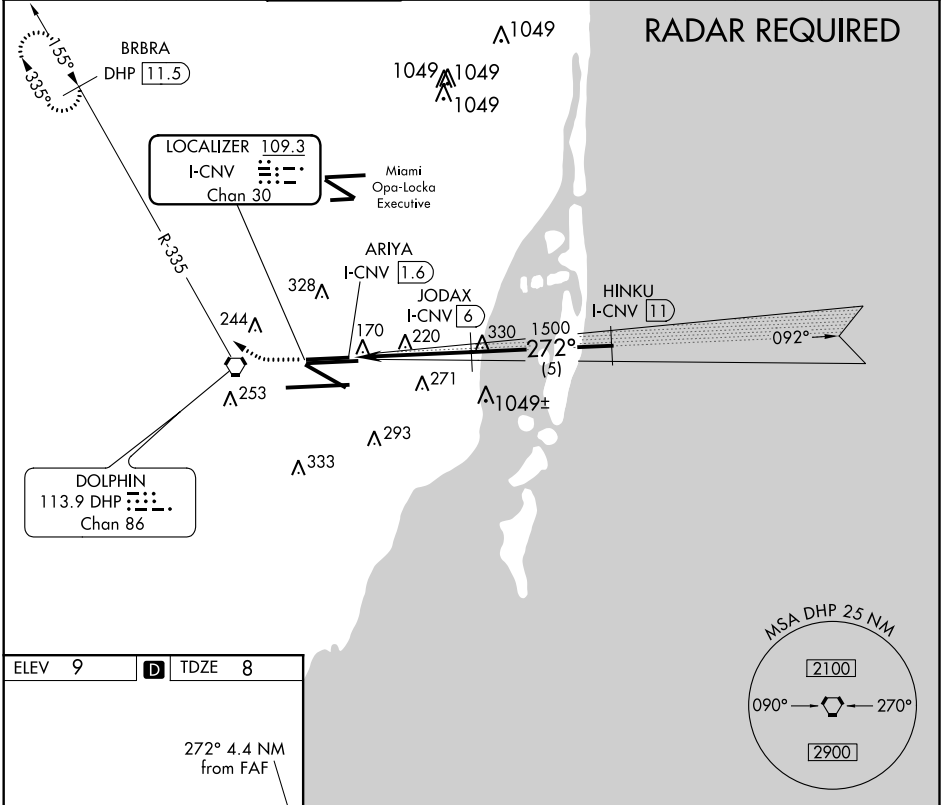 RADAR REQUIRED
1049
1049
1049
1049
155°
335°
BRBRA
DHP 11.5
LOCALIZER 109.3
I-CNV
Chan 30
Miami
Opa-Locka
Executive
R-335
ARIYA
I-CNV 1.6
JODAX
I-CNV 6
HINKU
I-CNV 11
328
244
170
220
330
1500
272°
(5)
092°
253
271
1049±
293
333
DOLPHIN
113.9 DHP
Chan 86
MSA DHP 25 NM
2100
090°
270°
2900
ELEV 9
D
TDZE 8
272° 4.4 NM
from FAF